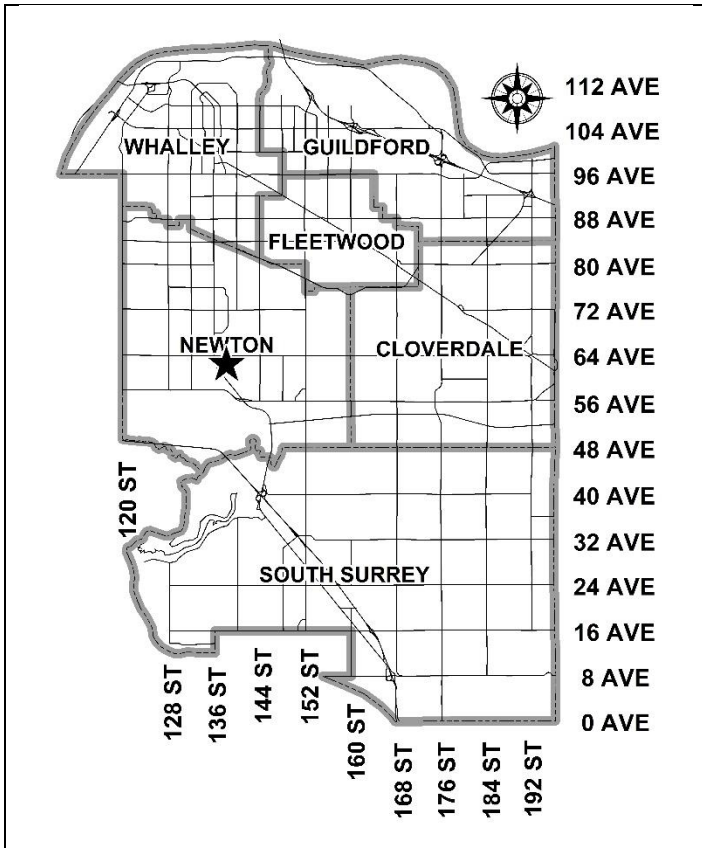 112 AVE
104 AVE
WHALLEY
GUILDFORD
96 AVE
88 AVE
FLEETWOOD
80 AVE
72 AVE
NEWTON
CLOVERDALE
64 AVE
56 AVE
48 AVE
120 ST
40 AVE
32 AVE
SOUTH SURREY
24 AVE
16 AVE
8 AVE
0 AVE
128 ST
136 ST
144 ST
152 ST
160 ST
168 ST
176 ST
184 ST
192 ST